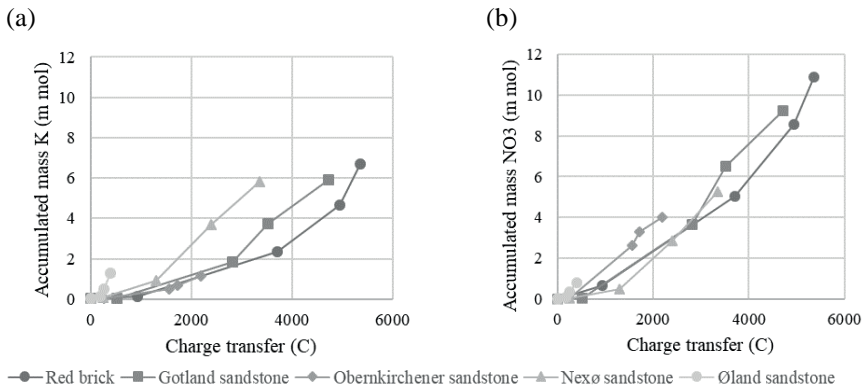 (a)
12
10
8
6
4
2
0
0 2000 4000 6000
Accumulated mass K (m mol)
Charge transfer (C)
(b)
12
10
8
6
4
2
0
0 2000 4000 6000
Accumulated mass NO3 (m mol)
Charge transfer (C)
Red brick Gotland sandstone Obernkirchener sandstone Nexø sandstone Øland sandstone